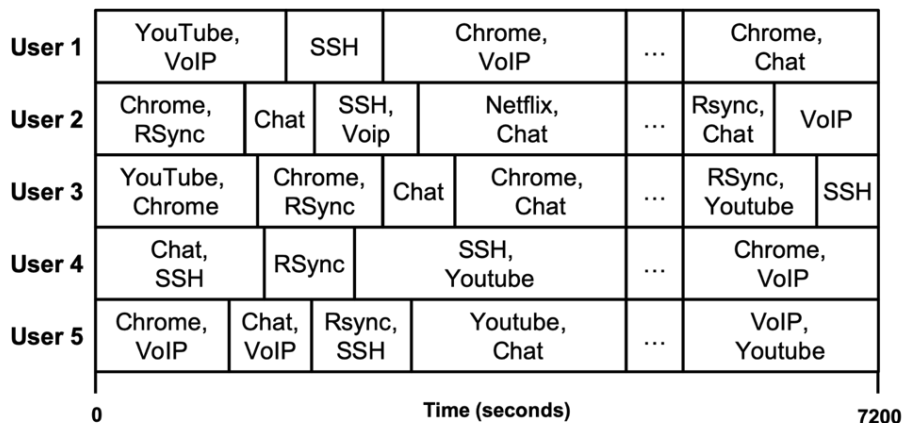 User 1
YouTube,
VoIP
SSH
Chrome,
VoIP
...
Chrome,
Chat
User 2
Chrome,
RSync
Chat
SSH,
Voip
Netflix,
Chat
...
Rsync,
Chat
VoIP
User 3
YouTube,
Chrome
Chrome,
RSync
Chat
Chrome,
Chat
...
RSync,
Youtube
SSH
User 4
Chat,
SSH
RSync
SSH,
Youtube
...
Chrome,
VoIP
User 5
Chrome,
VoIP
Chat,
VoIP
Rsync,
SSH
Youtube,
Chat
...
VoIP,
Youtube
0
Time (seconds)
7200